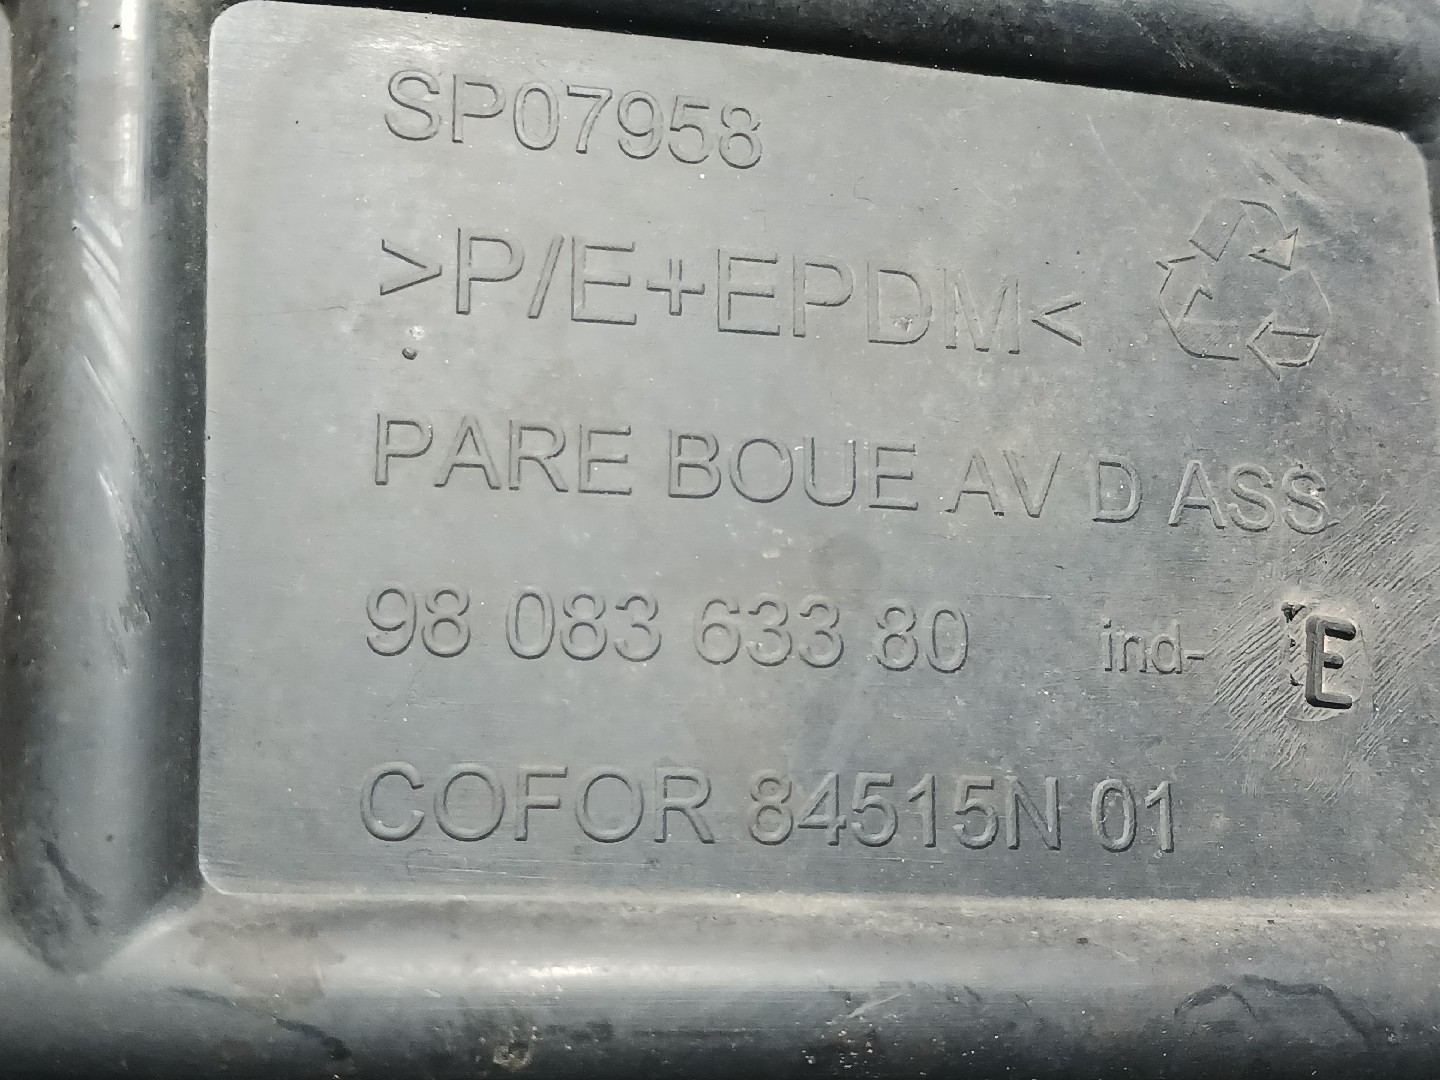 SP07958
>P/E+EPDM<
PARE BOUE AV D ASS
98 083 633 80 ind- E
COFOR 84515N 01